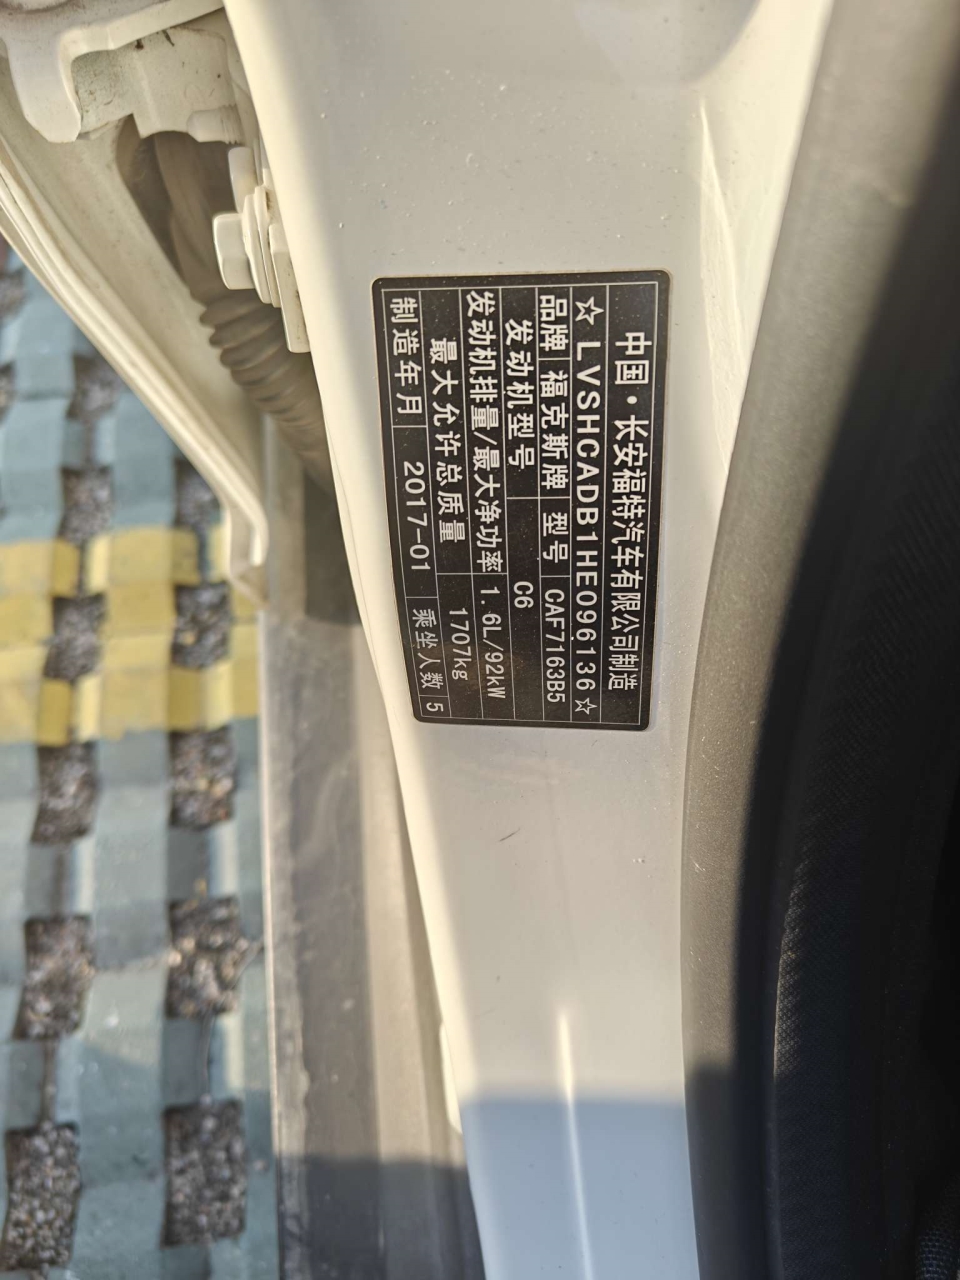 中国·长安福特汽车有限公司制造
☆LVSHCADB1HE096136☆
品牌 福克斯牌 型号 CAF7163B5
发动机型号 C6
发动机排量/最大净功率 1.6L/92kW
最大允许总质量 1707kg
制造年月 2017-01 乘坐人数 5